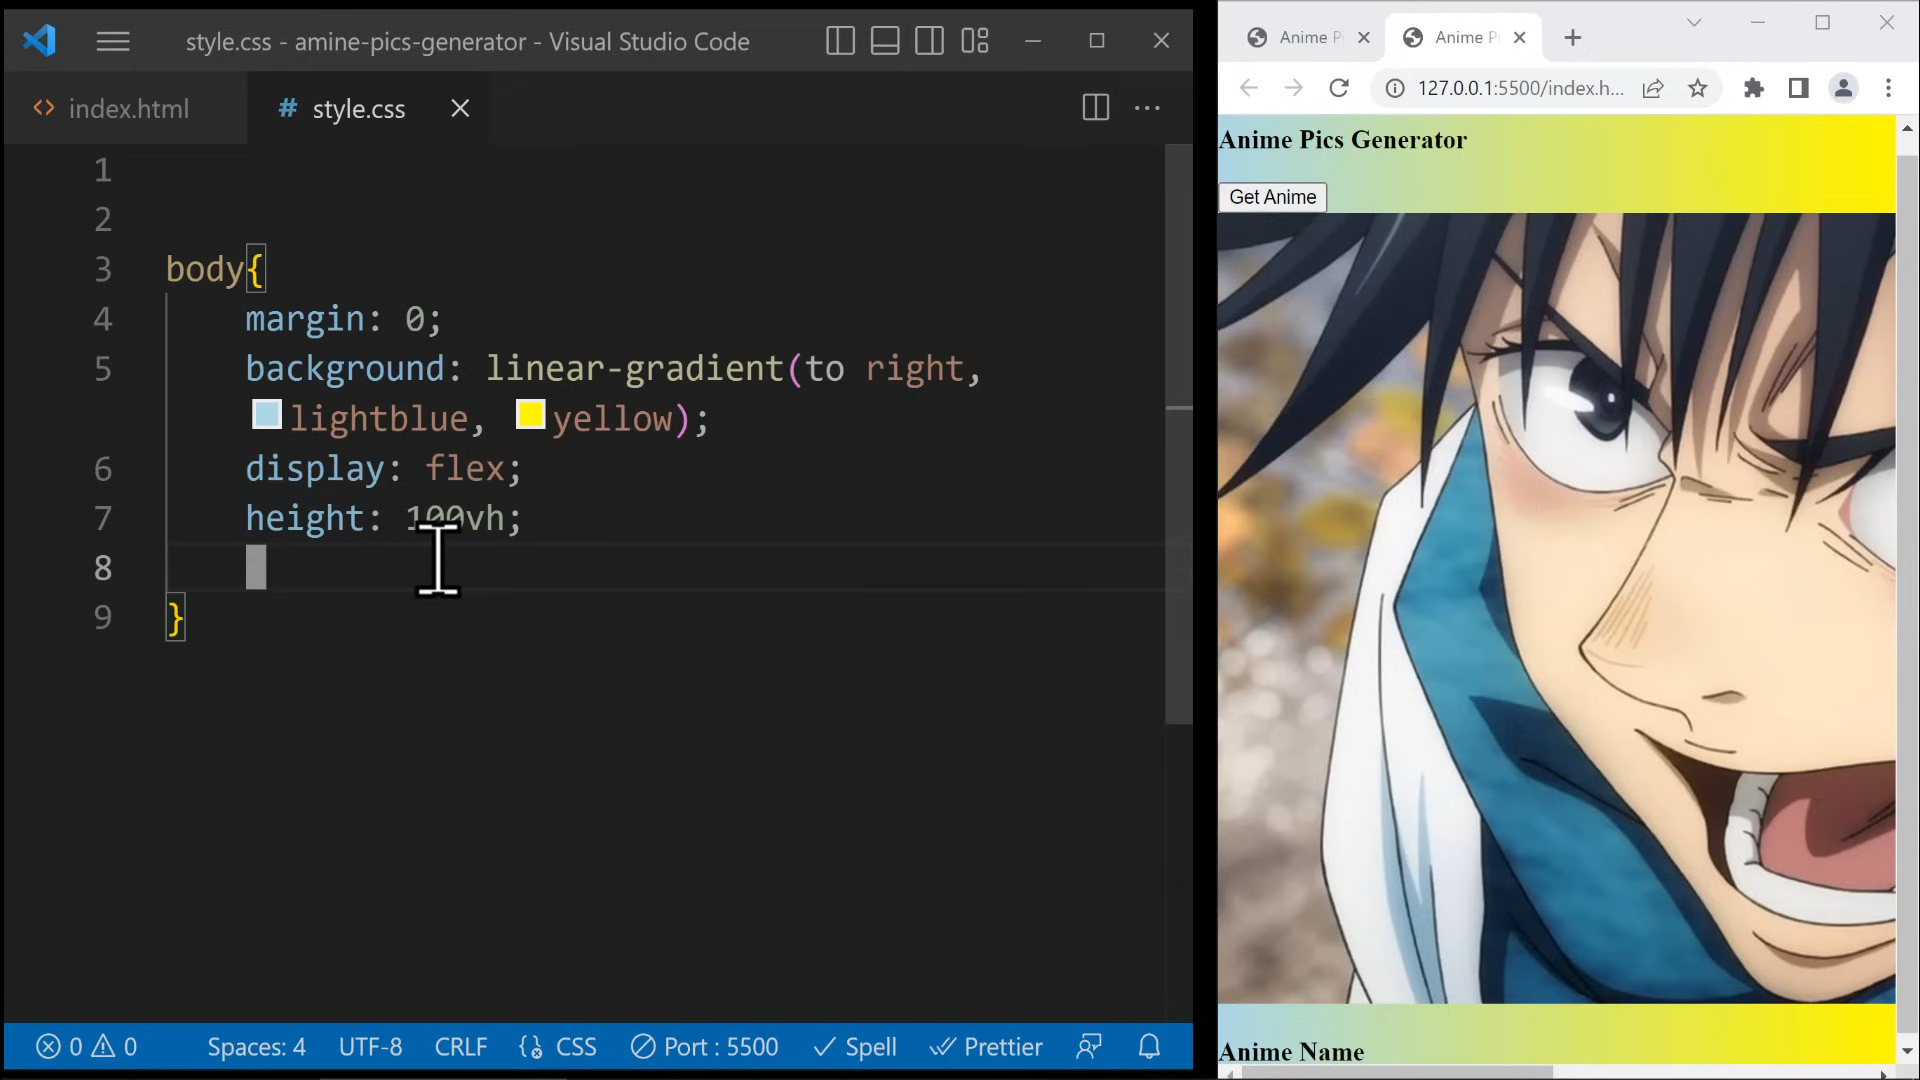 style.css - amine-pics-generator - Visual Studio Code
index.html
# style.css
1
2
3 body{
4 margin: 0;
5 background: linear-gradient(to right,
lightblue, yellow);
6 display: flex;
7 height: 100vh;
8
9 }
0 0 Spaces: 4 UTF-8 CRLF CSS Port : 5500 Spell Prettier
Anime P
Anime P
127.0.0.1:5500/index.h...
Anime Pics Generator
Get Anime
Anime Name